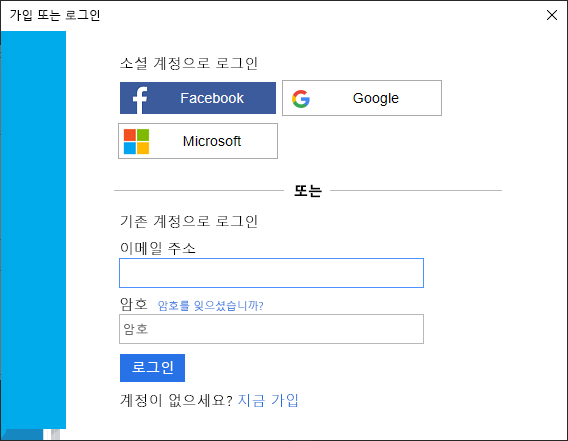 가입 또는 로그인
소셜 계정으로 로그인
Facebook
Google
Microsoft
또는
기존 계정으로 로그인
이메일 주소
암호 암호를 잊으셨습니까?
암호
로그인
계정이 없으세요? 지금 가입